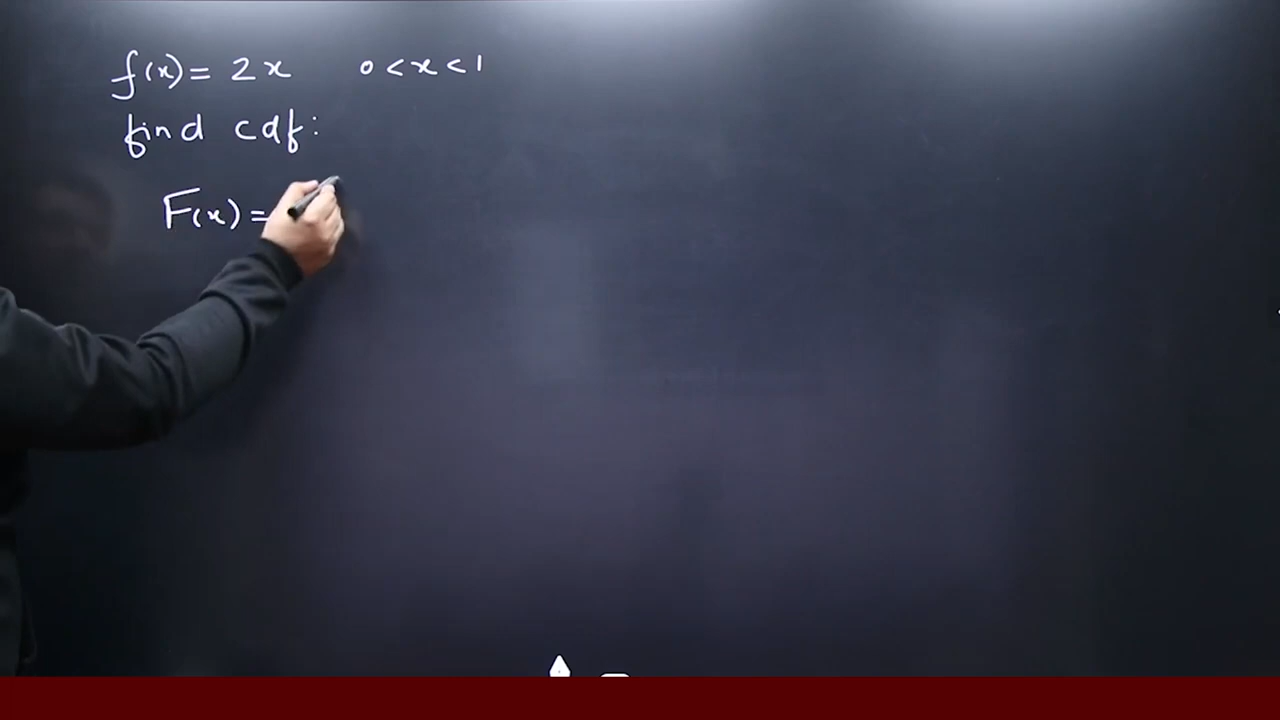 f(x) = 2x 0 < x < 1
find cdf:
F(x) =